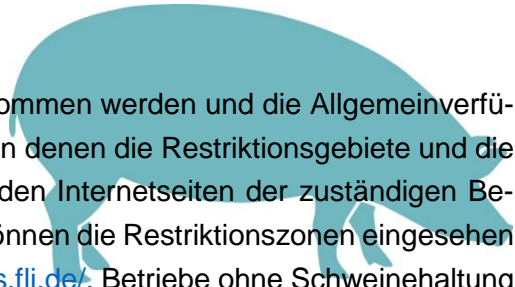 ommen werden und die Allgemeinverfü-
n denen die Restriktionsgebiete und die
den Internetseiten der zuständigen Be-
önnen die Restriktionszonen eingesehen
s.fli.de/. Betriebe ohne Schweinehaltung